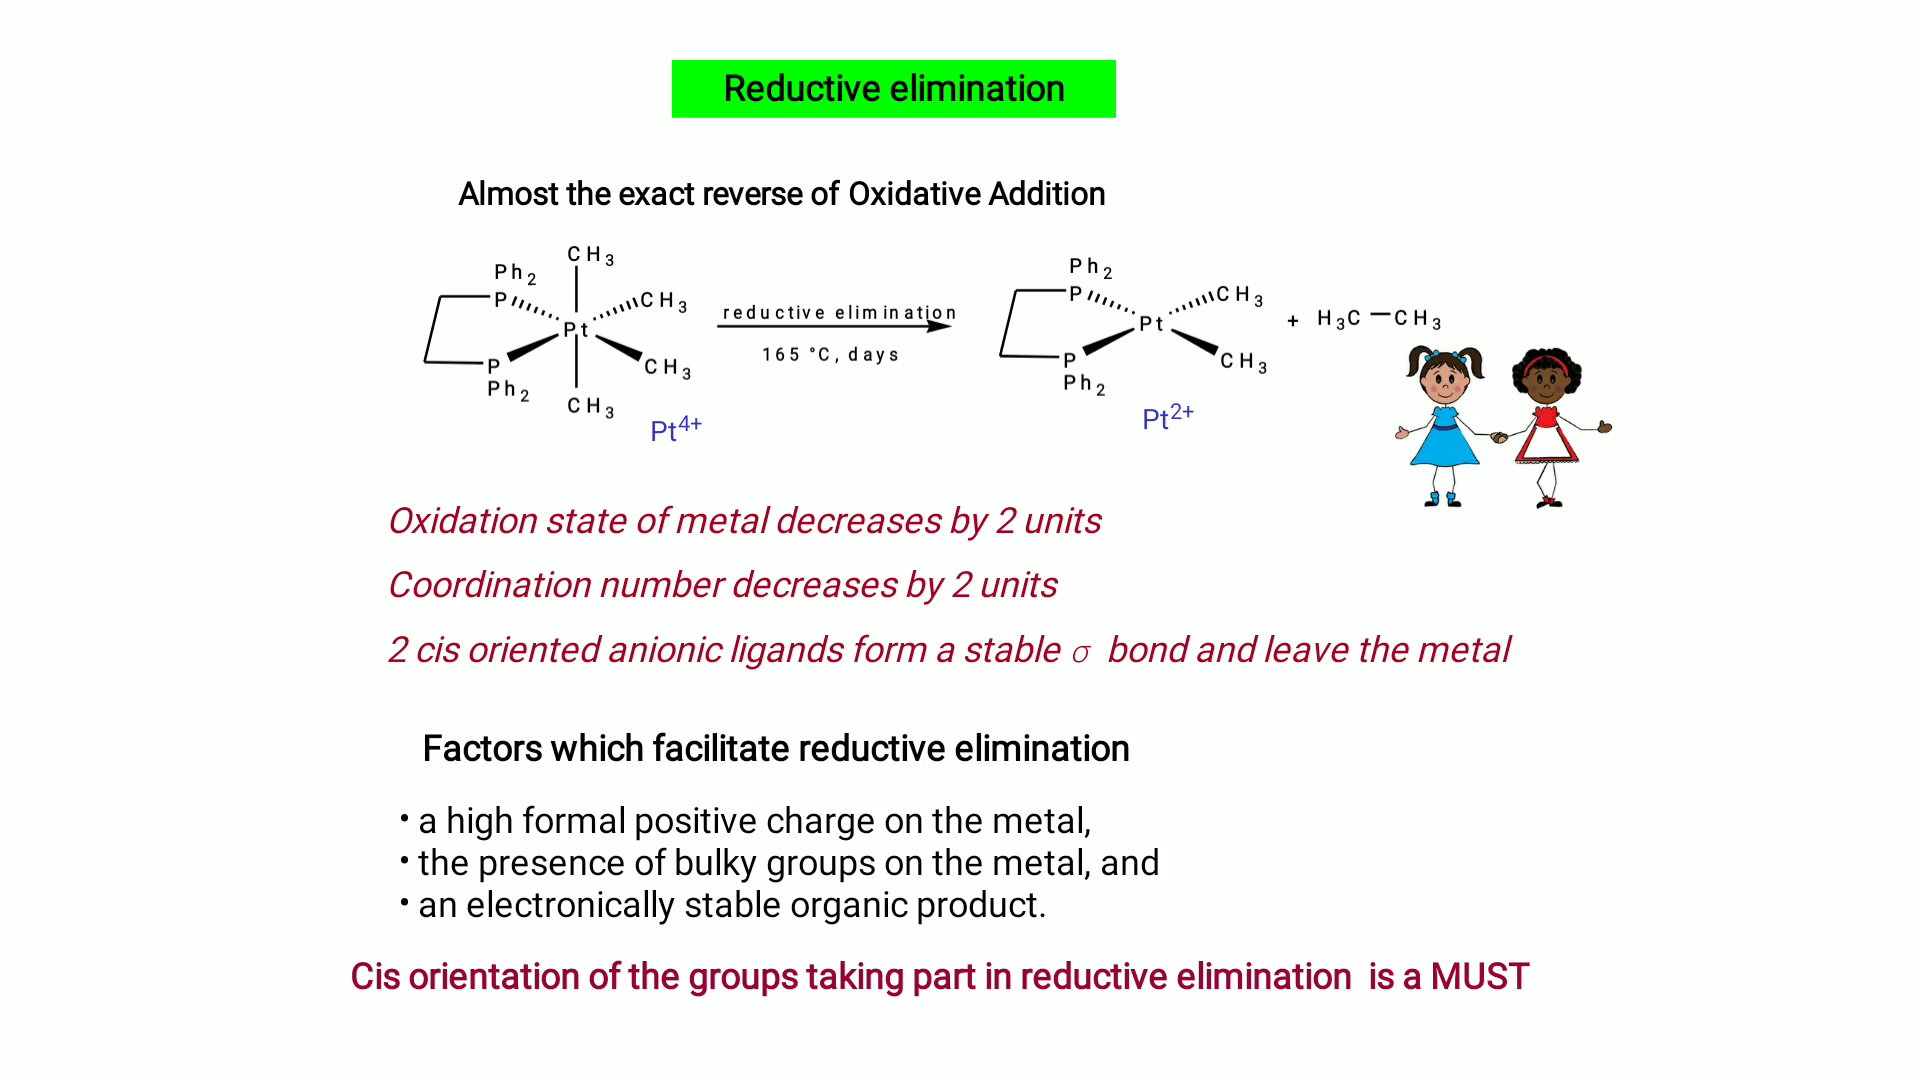 Reductive elimination
Almost the exact reverse of Oxidative Addition
CH3
Ph2
P
CH3
Pt
P
CH3
Ph2
CH3
Pt4+
reductive elimination
165 °C, days
Ph2
P
CH3
Pt
P
CH3
Ph2
Pt2+
+ H3C—CH3
Oxidation state of metal decreases by 2 units
Coordination number decreases by 2 units
2 cis oriented anionic ligands form a stable σ bond and leave the metal
Factors which facilitate reductive elimination
• a high formal positive charge on the metal,
• the presence of bulky groups on the metal, and
• an electronically stable organic product.
Cis orientation of the groups taking part in reductive elimination is a MUST